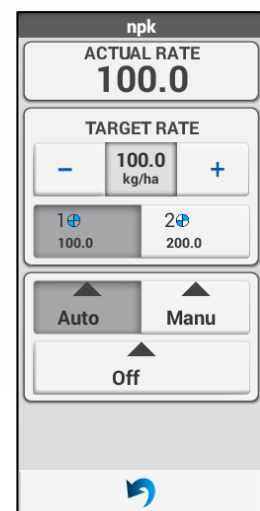 npk
ACTUAL RATE
100.0
TARGET RATE
− 100.0 +
kg/ha
1 2
100.0 200.0
Auto Manu
Off